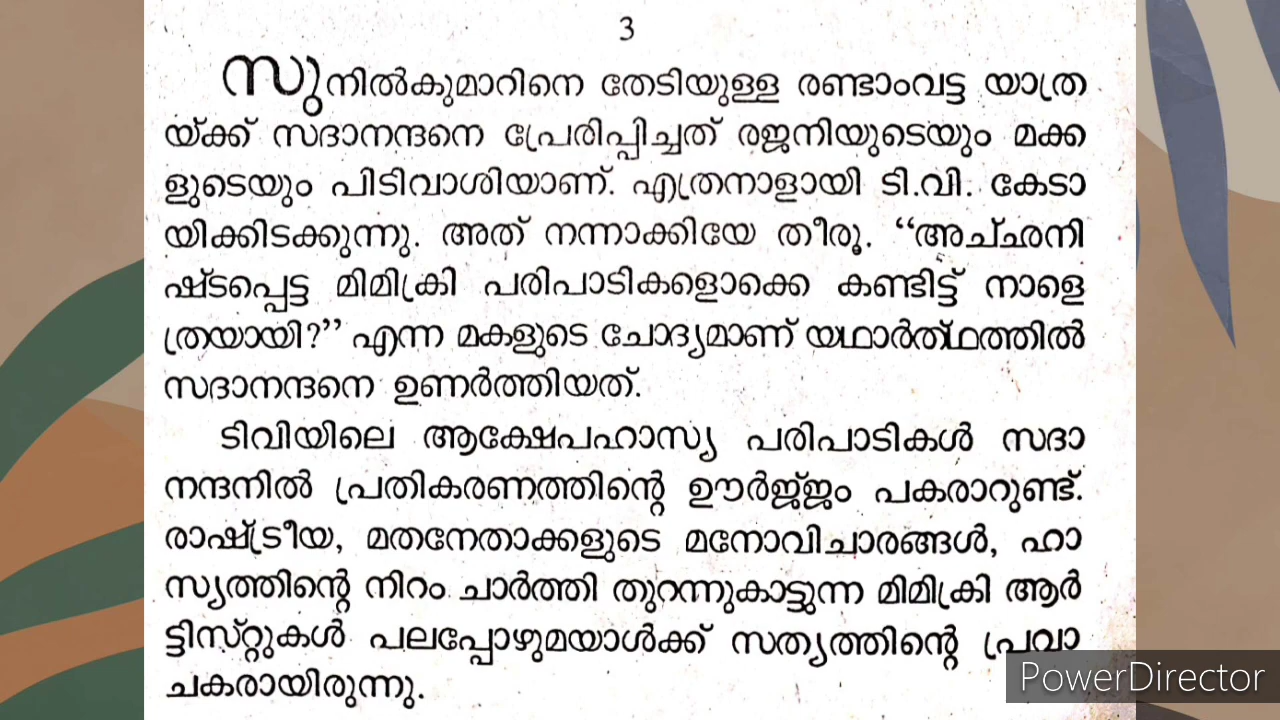 3
സുനിൽകുമാറിനെ തേടിയുള്ള രണ്ടാംവട്ട യാത്ര
യ്ക്ക് സദാനന്ദനെ പ്രേരിപ്പിച്ചത് രജനിയുടെയും മക്ക
ളുടെയും പിടിവാശിയാണ്. എത്രനാളായി ടി.വി. കേടാ
യിക്കിടക്കുന്നു. അത് നന്നാക്കിയേ തീരൂ. “അച്ഛനി
ഷ്ടപ്പെട്ട മിമിക്രി പരിപാടികളൊക്കെ കണ്ടിട്ട് നാളെ
ത്രയായി?” എന്ന മകളുടെ ചോദ്യമാണ് യഥാർത്ഥത്തിൽ
സദാനന്ദനെ ഉണർത്തിയത്.
ടിവിയിലെ ആക്ഷേപഹാസ്യ പരിപാടികൾ സദാ
നന്ദനിൽ പ്രതികരണത്തിന്റെ ഊർജ്ജം പകരാറുണ്ട്.
രാഷ്ട്രീയ, മതനേതാക്കളുടെ മനോവിചാരങ്ങൾ, ഹാ
സ്യത്തിന്റെ നിറം ചാർത്തി തുറന്നുകാട്ടുന്ന മിമിക്രി ആർ
ട്ടിസ്റ്റുകൾ പലപ്പോഴുമയാൾക്ക് സത്യത്തിന്റെ പ്രവാ
ചകരായിരുന്നു.
PowerDirector